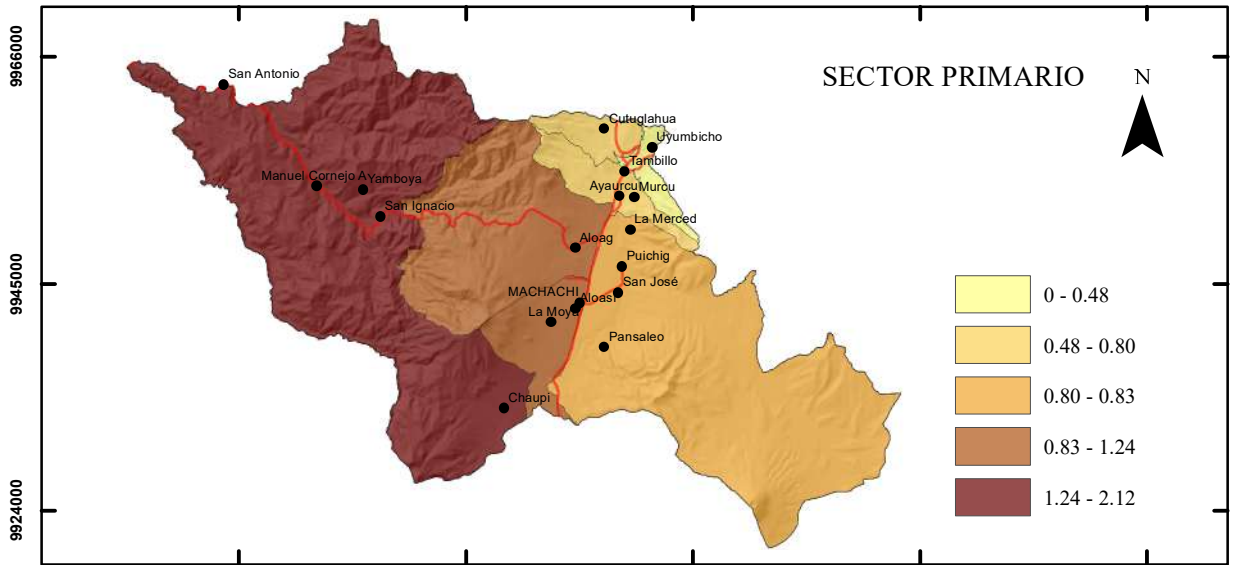 SECTOR PRIMARIO
N
9966000
9945000
9924000
San Antonio
Cutuglahua
Uyumbicho
Tambillo
Manuel Cornejo A
Yamboya
Ayaurcu
Murcu
San Ignacio
La Merced
Aloag
Puichig
San José
MACHACHI
Aloasi
La Moya
Pansaleo
Chaupi
0 - 0.48
0.48 - 0.80
0.80 - 0.83
0.83 - 1.24
1.24 - 2.12